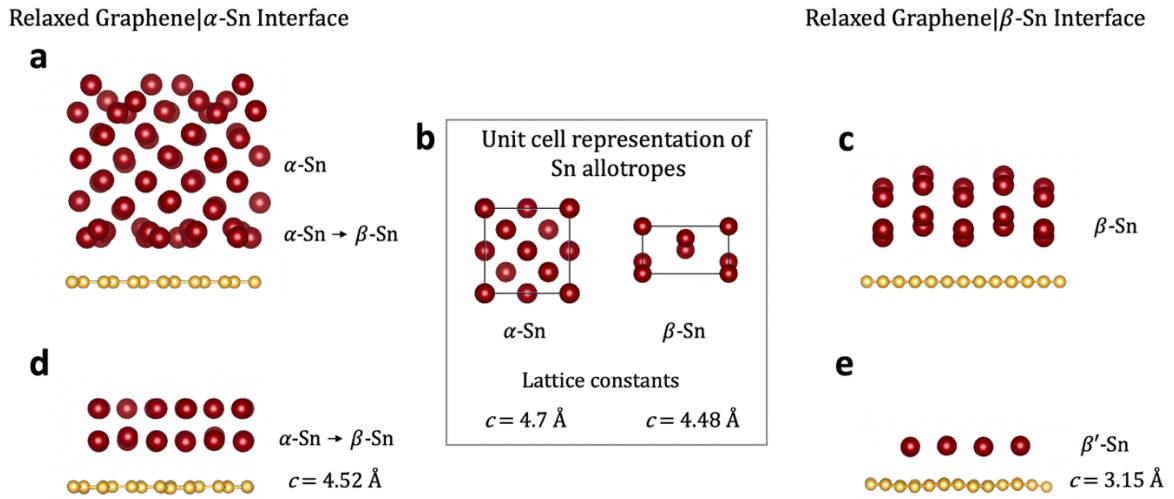 Relaxed Graphene|α-Sn Interface
Relaxed Graphene|β-Sn Interface
a
α-Sn
α-Sn → β-Sn
b
Unit cell representation of
Sn allotropes
α-Sn
β-Sn
Lattice constants
c = 4.7 Å
c = 4.48 Å
c
β-Sn
d
α-Sn → β-Sn
c = 4.52 Å
e
β′-Sn
c = 3.15 Å